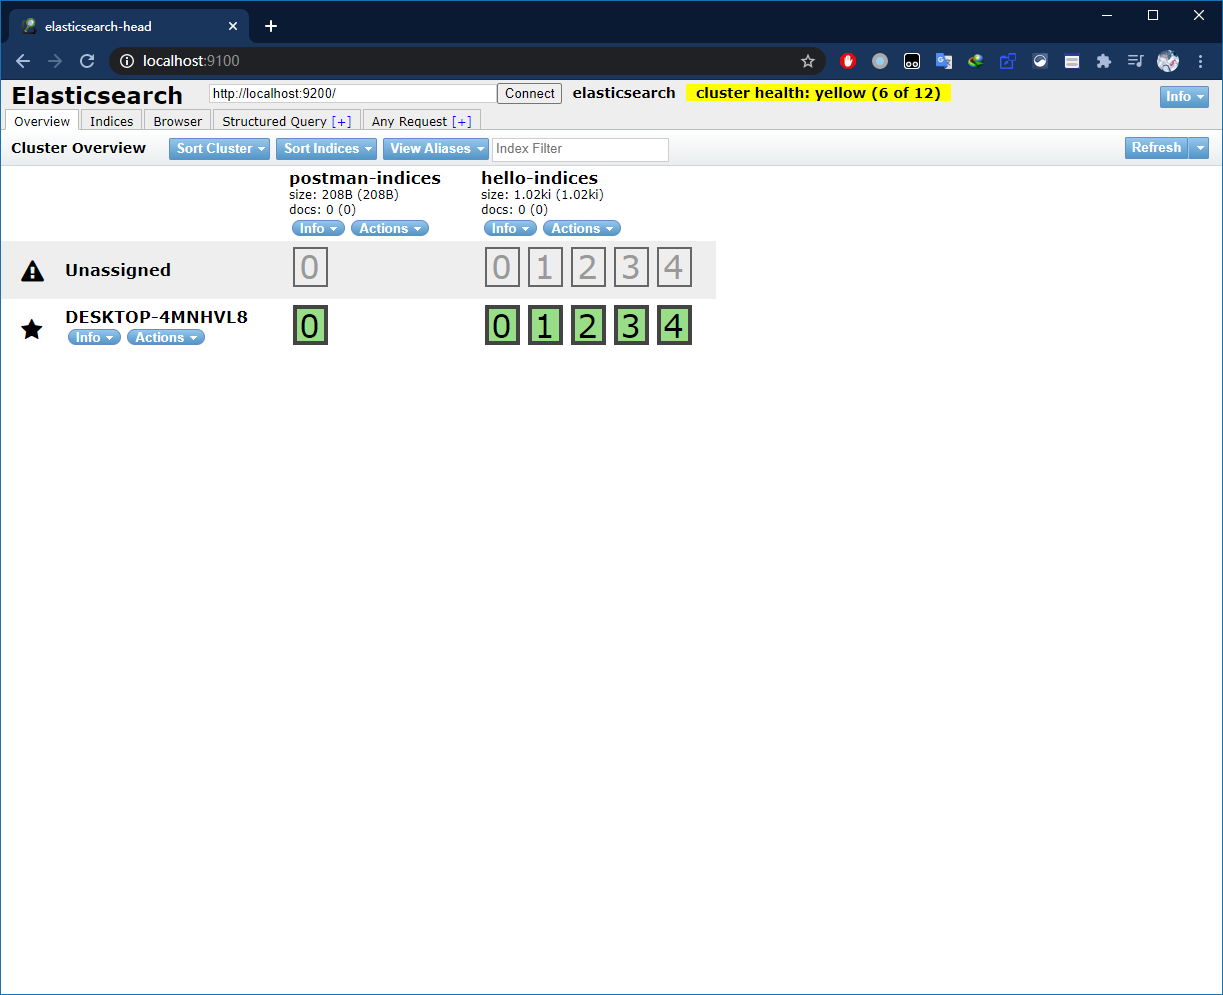 elasticsearch-head
localhost:9100
Elasticsearch
http://localhost:9200/
Connect
elasticsearch
cluster health: yellow (6 of 12)
Info
Overview
Indices
Browser
Structured Query [+]
Any Request [+]
Cluster Overview
Sort Cluster
Sort Indices
View Aliases
Index Filter
Refresh
postman-indices
size: 208B (208B)
docs: 0 (0)
Info
Actions
hello-indices
size: 1.02ki (1.02ki)
docs: 0 (0)
Info
Actions
Unassigned
0
0 1 2 3 4
DESKTOP-4MNHVL8
Info
Actions
0
0 1 2 3 4